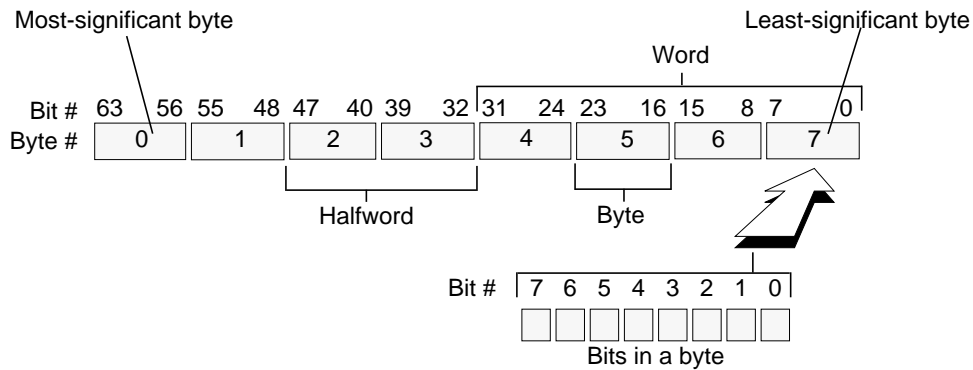 Most-significant byte Least-significant byte
Word
Bit # 63 56 55 48 47 40 39 32 31 24 23 16 15 8 7 0
Byte # 0 1 2 3 4 5 6 7
Halfword Byte
Bit # 7 6 5 4 3 2 1 0
Bits in a byte